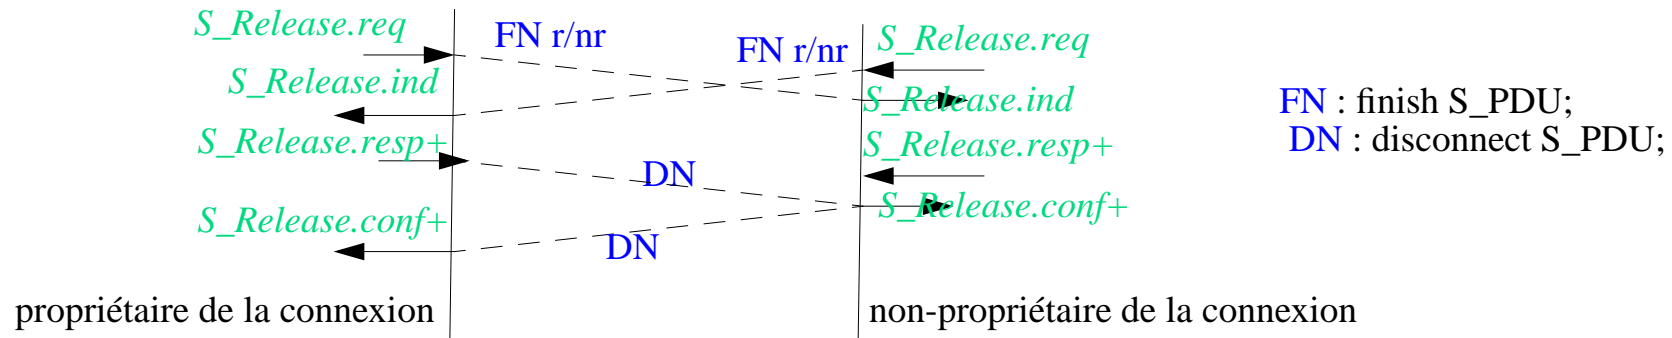 S_Release.req
FN r/nr
FN r/nr
S_Release.req
S_Release.ind
S_Release.ind
FN : finish S_PDU;
S_Release.resp+
S_Release.resp+
DN : disconnect S_PDU;
DN
S_Release.conf+
S_Release.conf+
DN
propriétaire de la connexion
non-propriétaire de la connexion